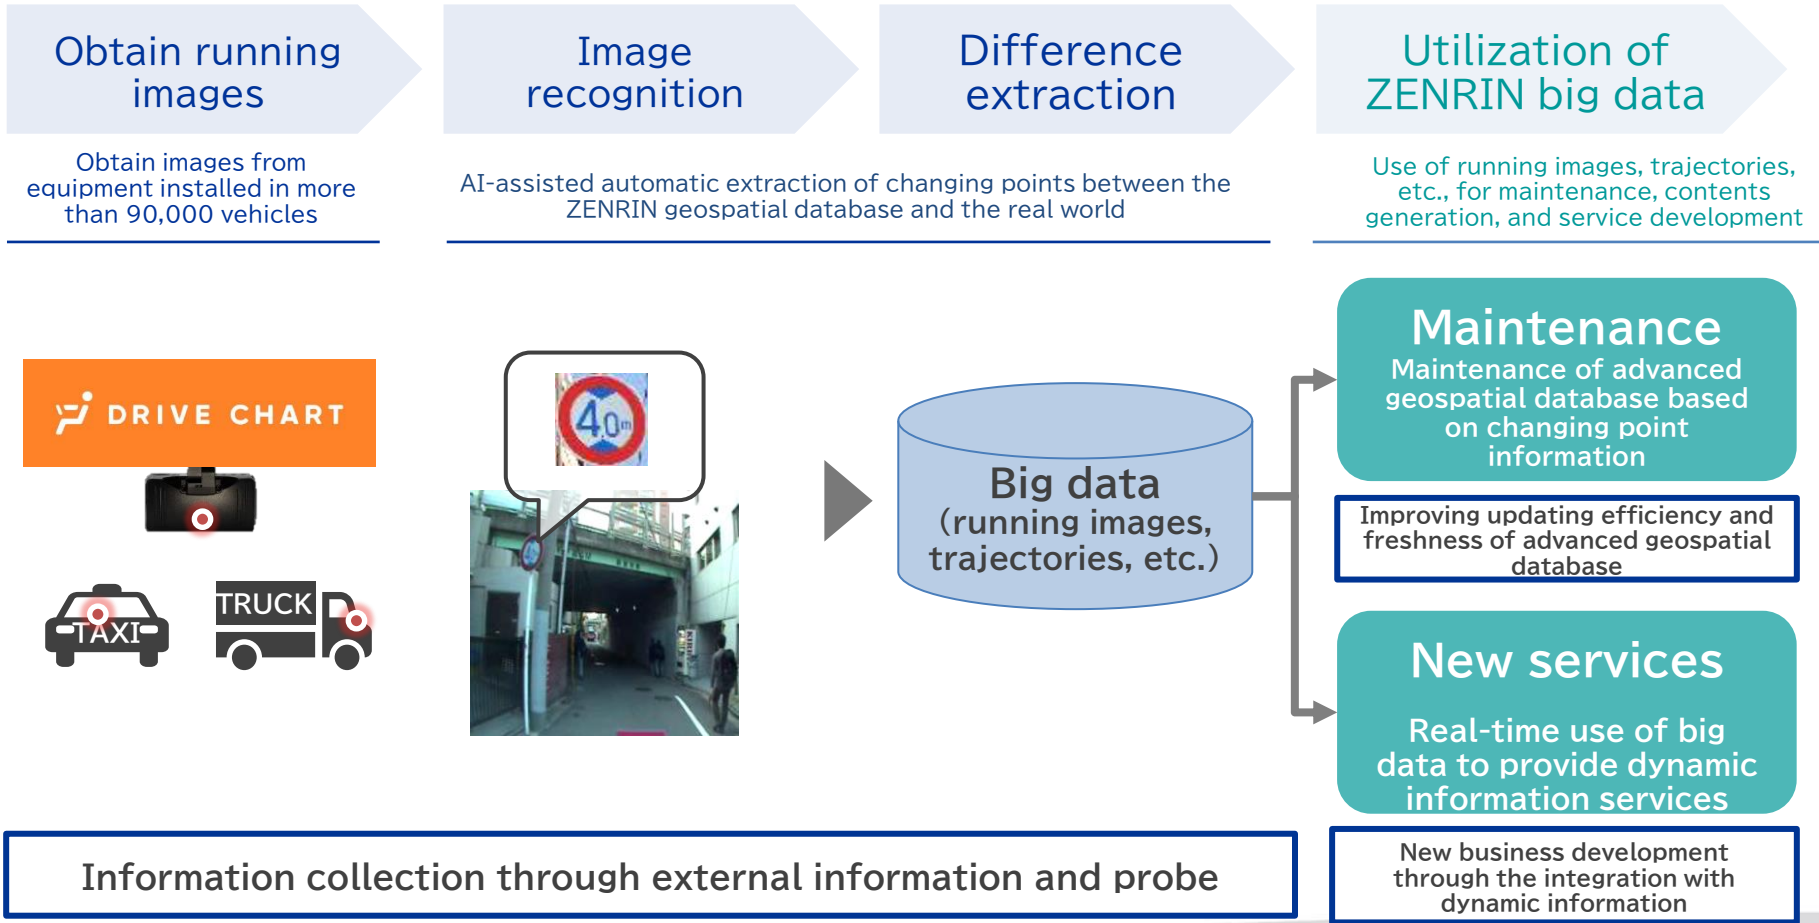 Obtain running
images
Image
recognition
Difference
extraction
Utilization of
ZENRIN big data
Obtain images from
equipment installed in more
than 90,000 vehicles
AI-assisted automatic extraction of changing points between the
ZENRIN geospatial database and the real world
Use of running images, trajectories,
etc., for maintenance, contents
generation, and service development
DRIVE CHART
TAXI
TRUCK
4.0m
Big data
(running images,
trajectories, etc.)
Maintenance
Maintenance of advanced
geospatial database based
on changing point
information
Improving updating efficiency and
freshness of advanced geospatial
database
New services
Real-time use of big
data to provide dynamic
information services
New business development
through the integration with
dynamic information
Information collection through external information and probe